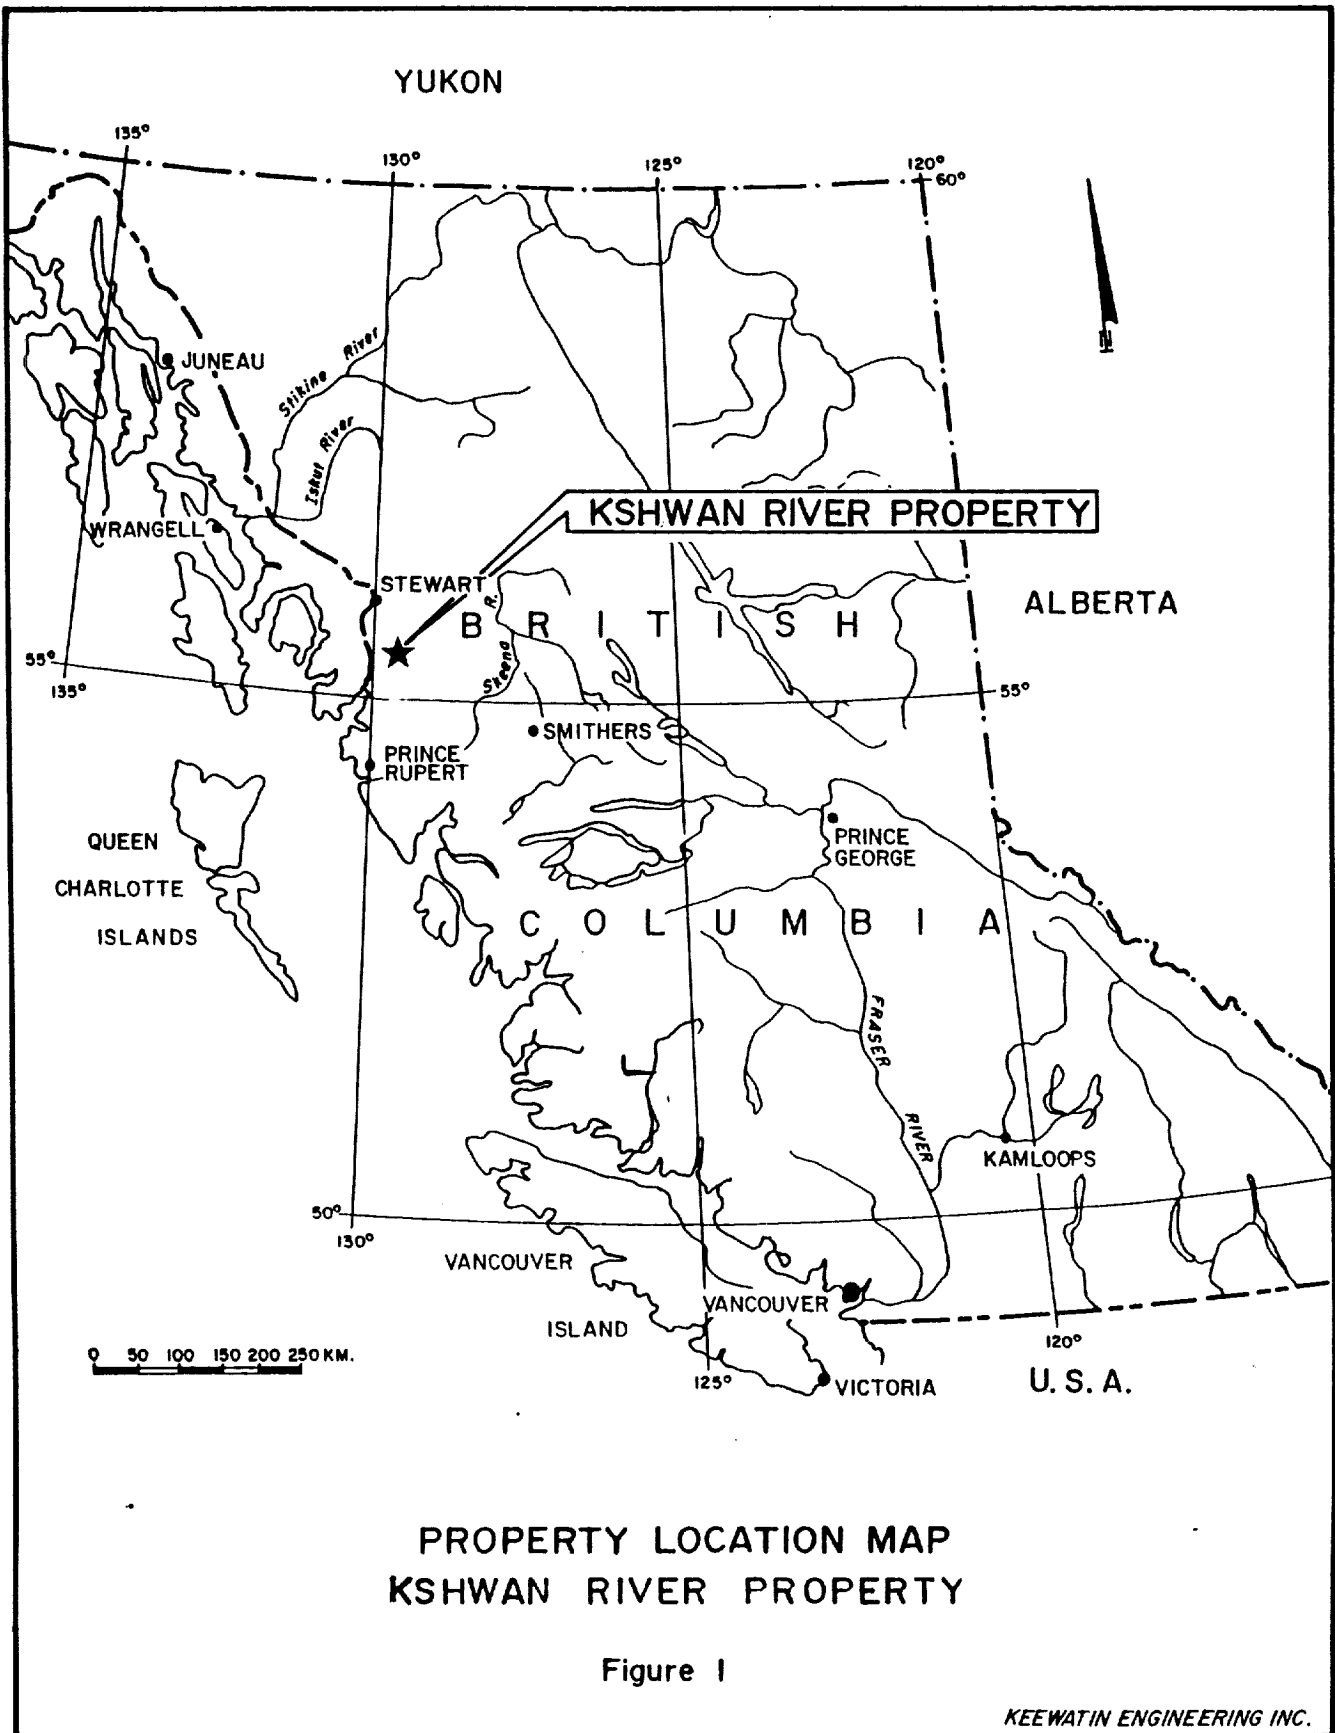 YUKON
135°
130°
125°
120°
60°
N
JUNEAU
Stikine River
Iskut River
WRANGELL
KSHWAN RIVER PROPERTY
STEWART
BRITISH
ALBERTA
Skeena R.
55°
135°
55°
SMITHERS
PRINCE
RUPERT
QUEEN
CHARLOTTE
ISLANDS
PRINCE
GEORGE
COLUMBIA
FRASER RIVER
KAMLOOPS
50°
130°
VANCOUVER
ISLAND
VANCOUVER
120°
125°
VICTORIA
U.S.A.
0 50 100 150 200 250 KM.
PROPERTY LOCATION MAP
KSHWAN RIVER PROPERTY
Figure 1
KEEWATIN ENGINEERING INC.